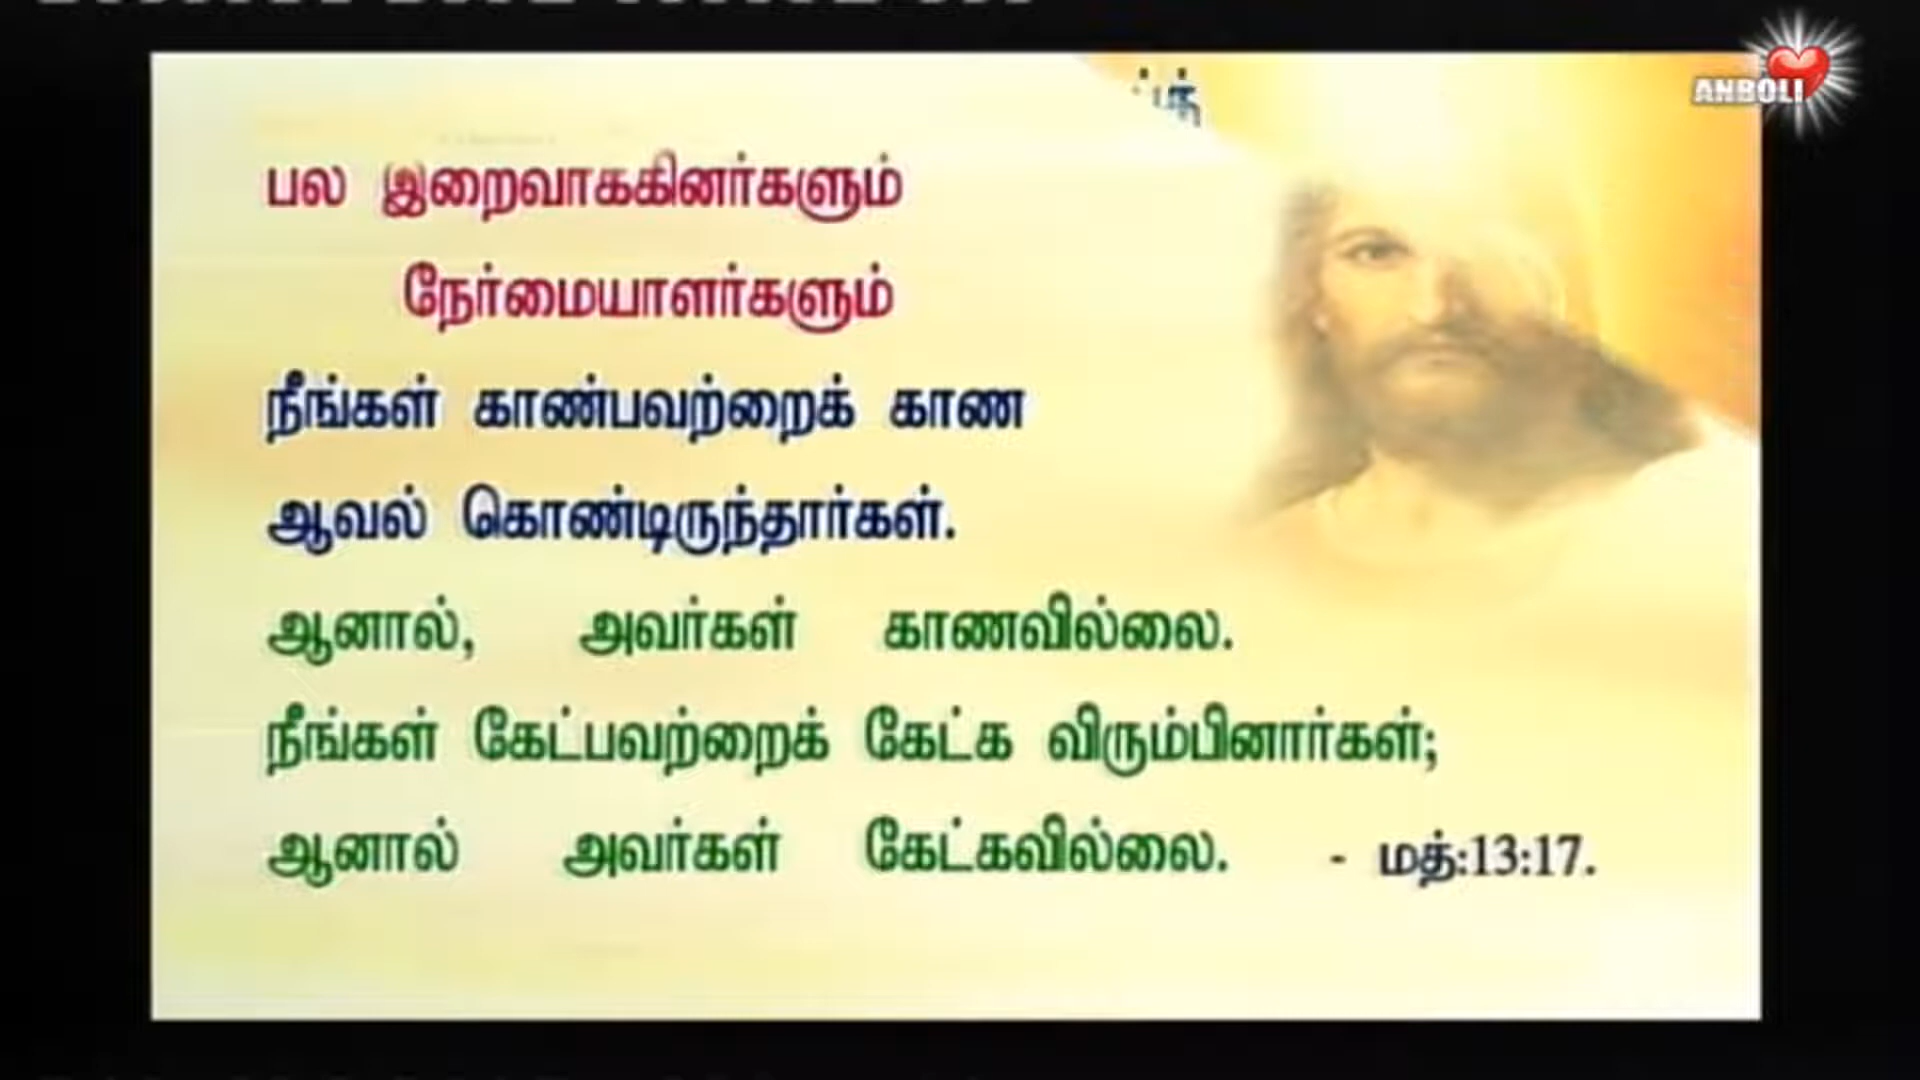 ANBOLI
பல இறைவாககினர்களும்
நேர்மையாளர்களும்
நீங்கள் காண்பவற்றைக் காண
ஆவல் கொண்டிருந்தார்கள்.
ஆனால், அவர்கள் காணவில்லை.
நீங்கள் கேட்பவற்றைக் கேட்க விரும்பினார்கள்;
ஆனால் அவர்கள் கேட்கவில்லை. - மத்:13:17.